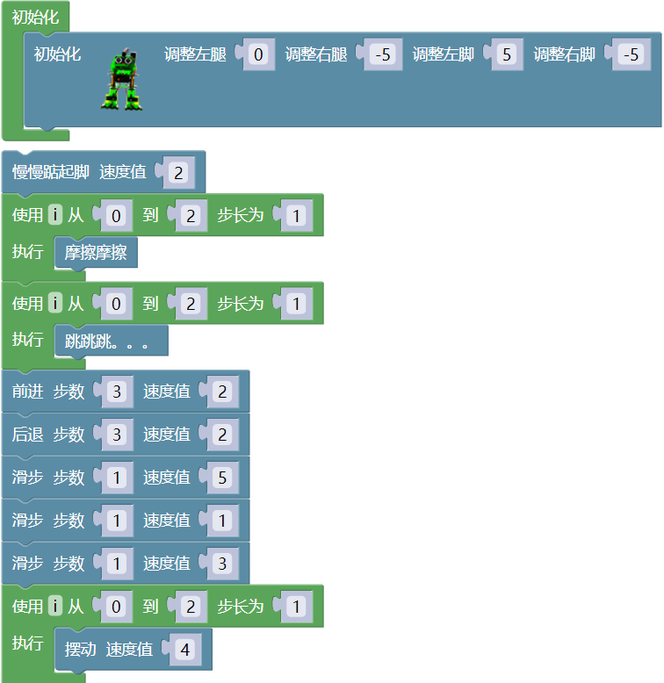 初始化
初始化 调整左腿 0 调整右腿 -5 调整左脚 5 调整右脚 -5
慢慢踮起脚 速度值 2
使用 i 从 0 到 2 步长为 1
执行 摩擦摩擦
使用 i 从 0 到 2 步长为 1
执行 跳跳跳。。。
前进 步数 3 速度值 2
后退 步数 3 速度值 2
滑步 步数 1 速度值 5
滑步 步数 1 速度值 1
滑步 步数 1 速度值 3
使用 i 从 0 到 2 步长为 1
执行 摆动 速度值 4